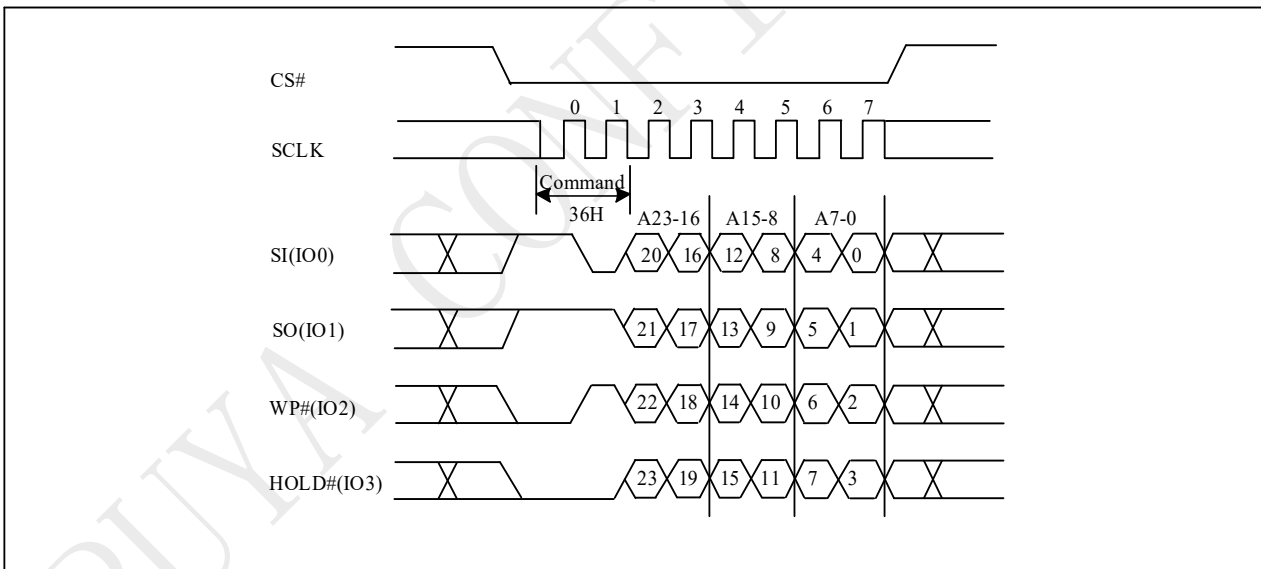 PUYA CONF
CS#
0 1 2 3 4 5 6 7
SCLK
Command
36H
A23-16 A15-8 A7-0
SI(IO0)
20 16 12 8 4 0
SO(IO1)
21 17 13 9 5 1
WP#(IO2)
22 18 14 10 6 2
HOLD#(IO3)
23 19 15 11 7 3